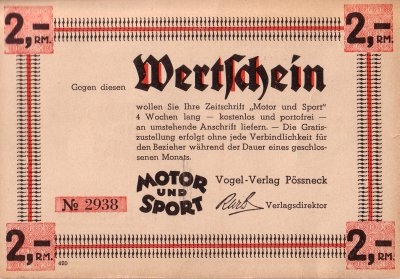 2,- RM. 2,- RM.
Gegen diesen Wertschein
wollen Sie Ihre Zeitschrift „Motor und Sport"
4 Wochen lang — kostenlos und portofrei —
an umstehende Anschrift liefern. — Die Gratis-
zustellung erfolgt ohne jede Verbindlichkeit für
den Bezieher während der Dauer eines geschlos-
senen Monats.
MOTOR UND SPORT
Vogel-Verlag Pössneck
№ 2938
Verlagsdirektor
2,- RM. 2,- RM.
420